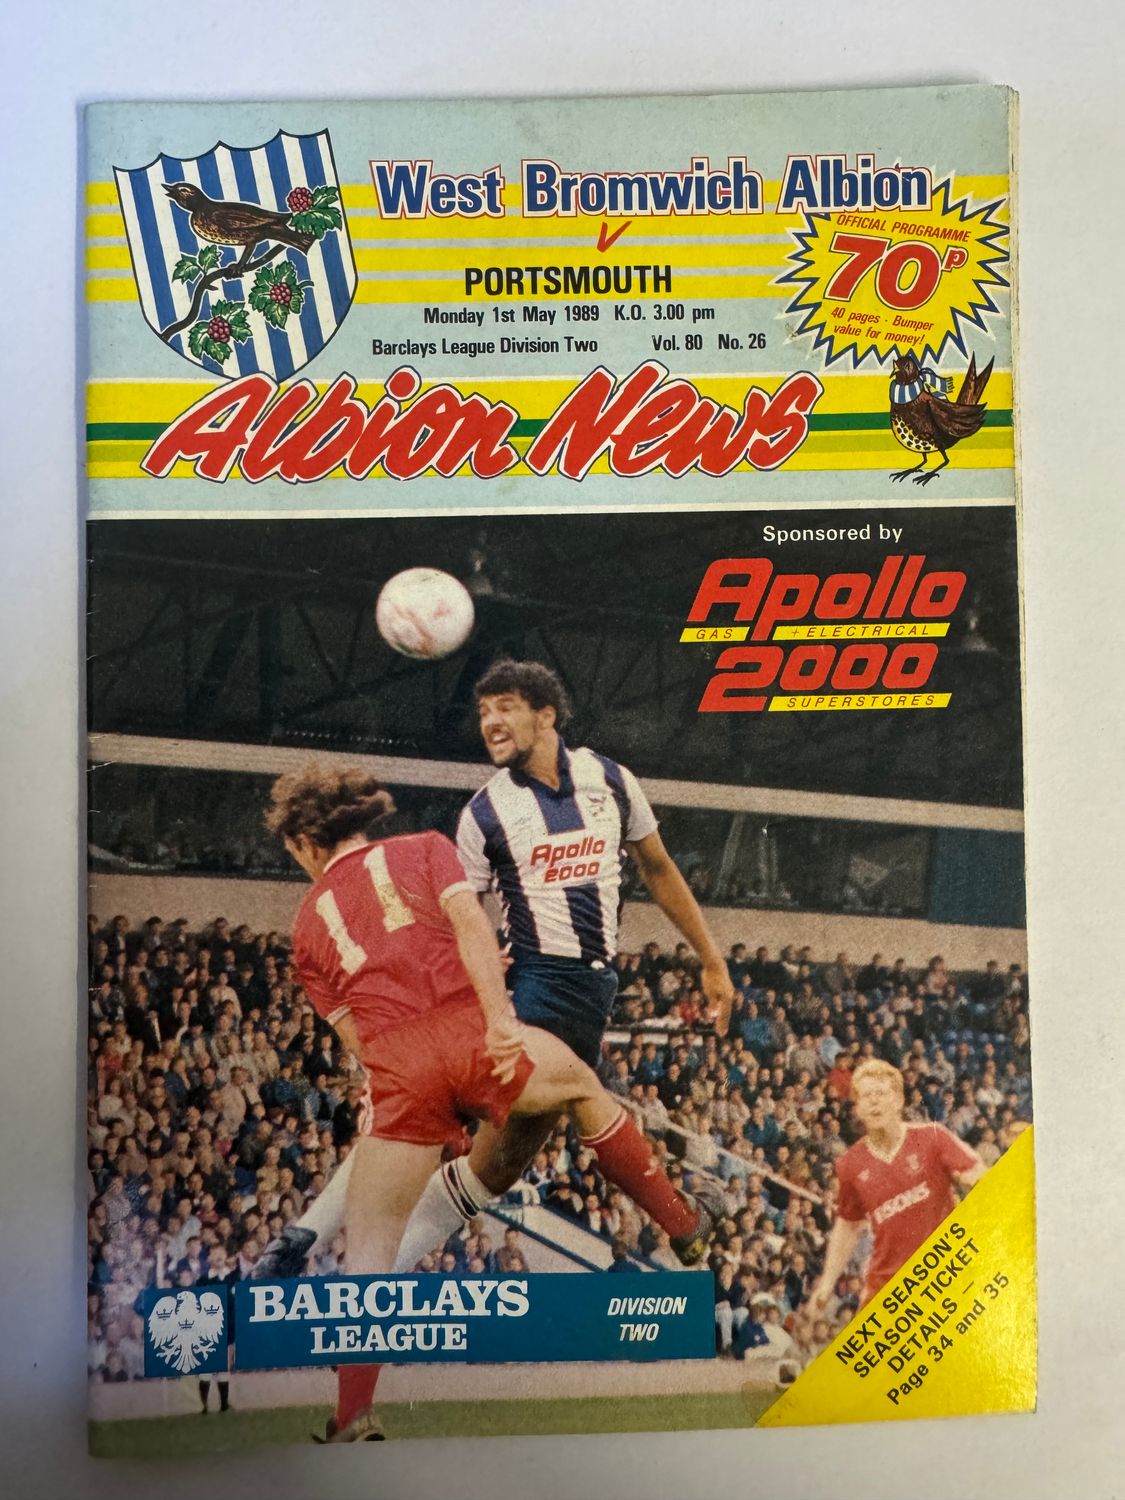 West Bromwich Albion
v
PORTSMOUTH
Monday 1st May 1989 K.O. 3.00 pm
Barclays League Division Two Vol. 80 No. 26
OFFICIAL PROGRAMME
70p
40 pages - Bumper
value for money!
Albion News
Sponsored by
Apollo
GAS + ELECTRICAL
2000
SUPERSTORES
11
Apollo
2000
BARCLAYS
LEAGUE
DIVISION
TWO
NEXT SEASON'S
SEASON TICKET
DETAILS —
Page 34 and 35